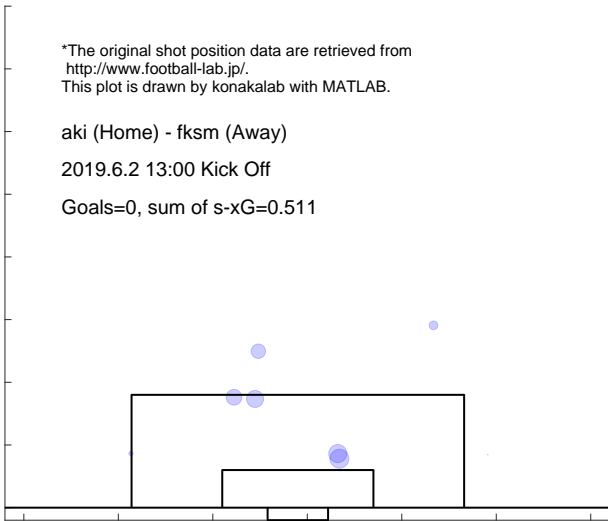 *The original shot position data are retrieved from
http://www.football-lab.jp/.
This plot is drawn by konakalab with MATLAB.
aki (Home) - fksm (Away)
2019.6.2 13:00 Kick Off
Goals=0, sum of s-xG=0.511